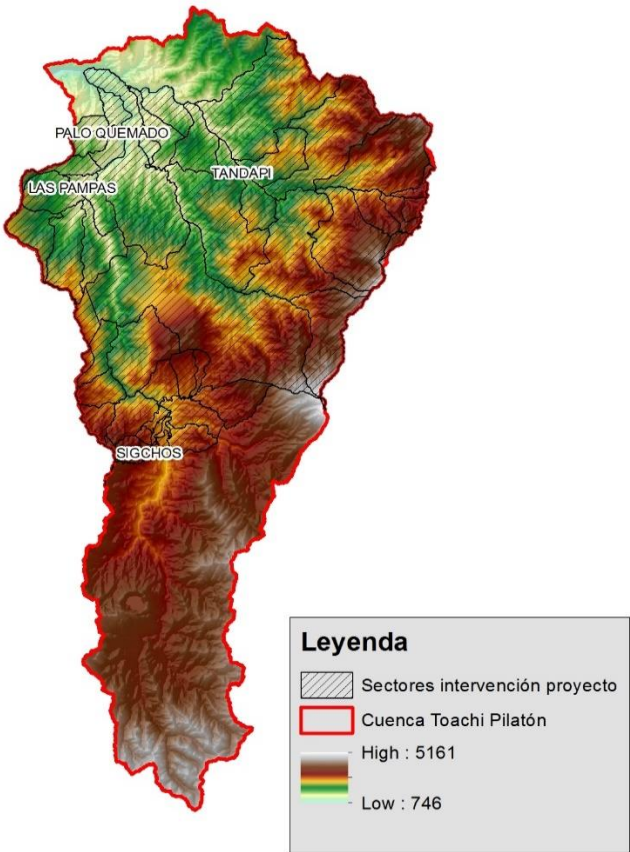 PALO QUEMADO
TANDAPI
LAS PAMPAS
SIGCHOS
Leyenda
Sectores intervención proyecto
Cuenca Toachi Pilatón
High : 5161
Low : 746